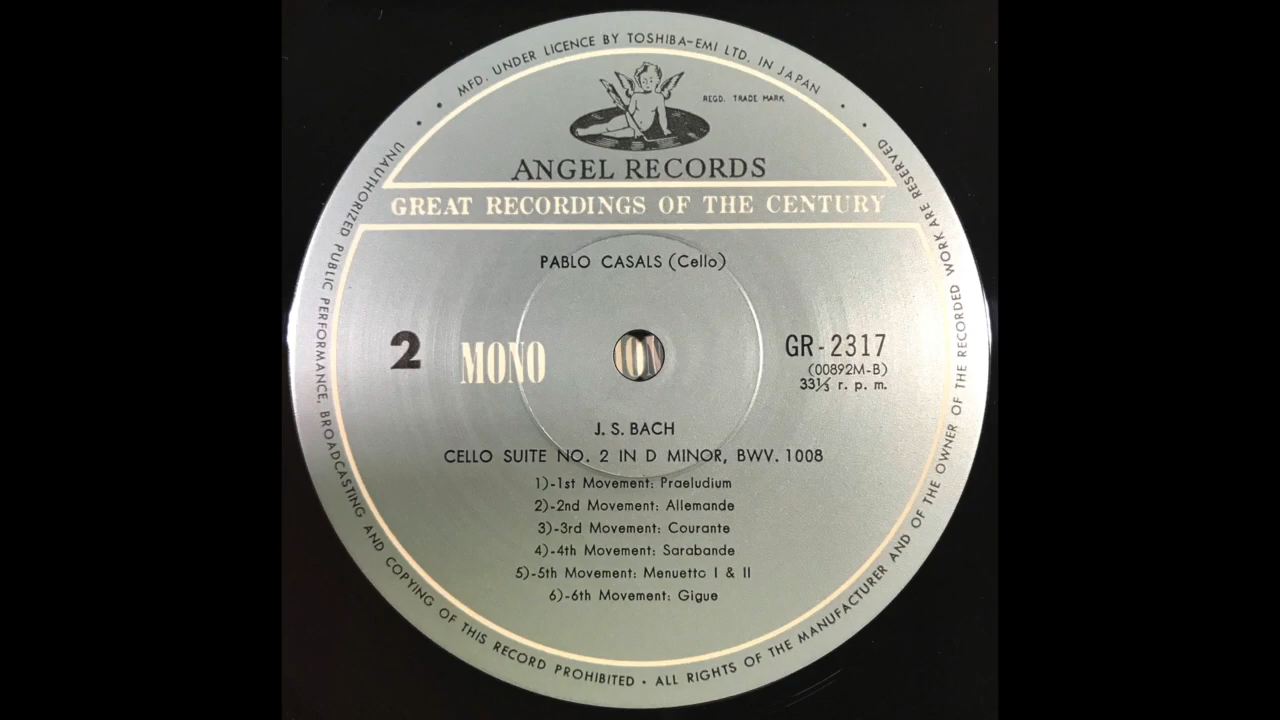 MFD. UNDER LICENCE BY TOSHIBA-EMI LTD. IN JAPAN
REGD. TRADE MARK
ANGEL RECORDS
GREAT RECORDINGS OF THE CENTURY
PABLO CASALS (Cello)
2
MONO
GR-2317
(00892M-B)
33⅓ r. p. m.
J. S. BACH
CELLO SUITE NO. 2 IN D MINOR, BWV. 1008
1)-1st Movement: Praeludium
2)-2nd Movement: Allemande
3)-3rd Movement: Courante
4)-4th Movement: Sarabande
5)-5th Movement: Menuetto I & II
6)-6th Movement: Gigue
UNAUTHORIZED PUBLIC PERFORMANCE, BROADCASTING AND COPYING OF THIS RECORD PROHIBITED · ALL RIGHTS OF THE MANUFACTURER AND OF THE OWNER OF THE RECORDED WORK ARE RESERVED